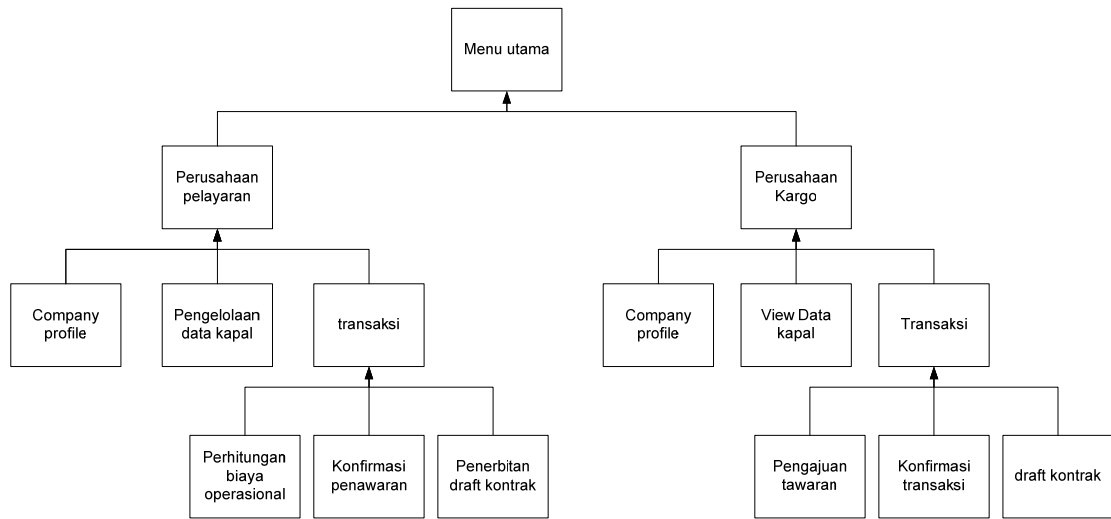 Menu utama
Perusahaan
pelayaran
Perusahaan
Kargo
Company
profile
Pengelolaan
data kapal
transaksi
Company
profile
View Data
kapal
Transaksi
Perhitungan
biaya
operasional
Konfirmasi
penawaran
Penerbitan
draft kontrak
Pengajuan
tawaran
Konfirmasi
transaksi
draft kontrak